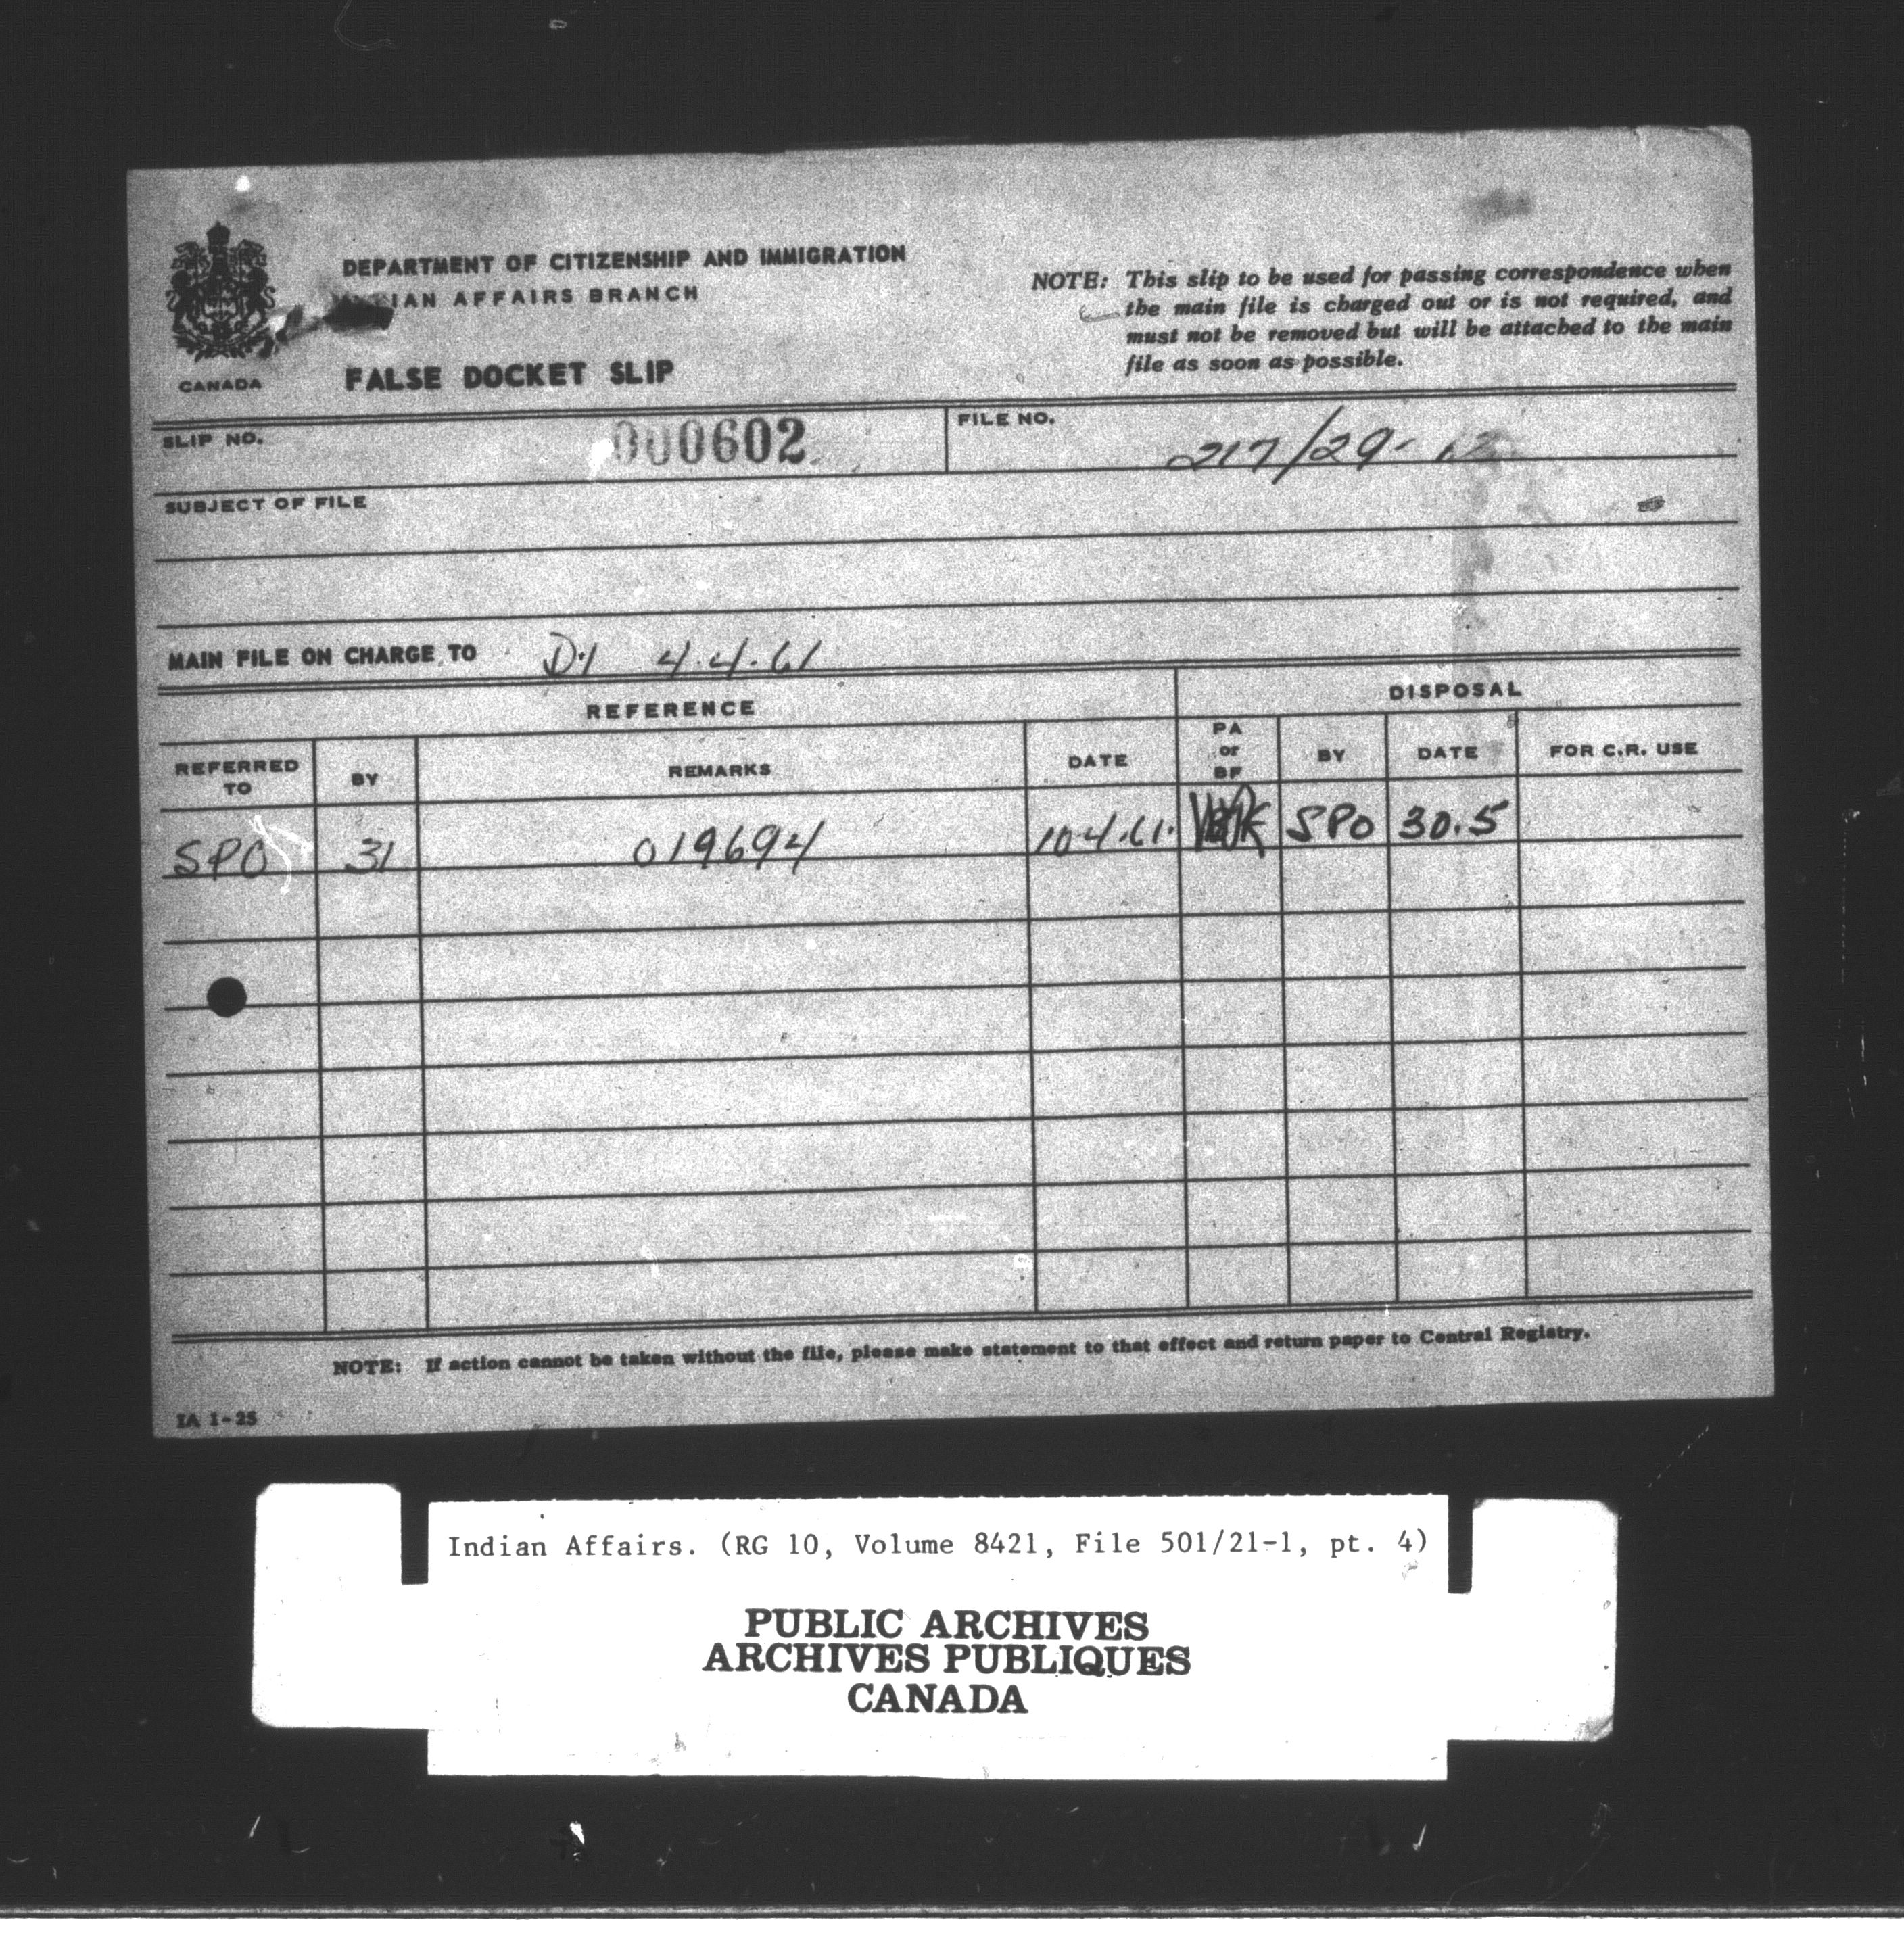 DEPARTMENT OF CITIZENSHIP AND IMMIGRATION
IAN AFFAIRS BRANCH
CANADA
FALSE DOCKET SLIP
NOTE: This slip to be used for passing correspondence when
the main file is charged out or is not required, and
must not be removed but will be attached to the main
file as soon as possible.
SLIP NO. 000602
FILE NO. 217/29-
SUBJECT OF FILE
MAIN FILE ON CHARGE TO D1 4.4.61
REFERENCE DISPOSAL
REFERRED TO BY REMARKS DATE PA or BF BY DATE FOR C.R. USE
SPO 31 019694 10.4.61. SPO 30.5
NOTE: If action cannot be taken without the file, please make statement to that effect and return paper to Central Registry.
IA 1-25
Indian Affairs. (RG 10, Volume 8421, File 501/21-1, pt. 4)
PUBLIC ARCHIVES
ARCHIVES PUBLIQUES
CANADA